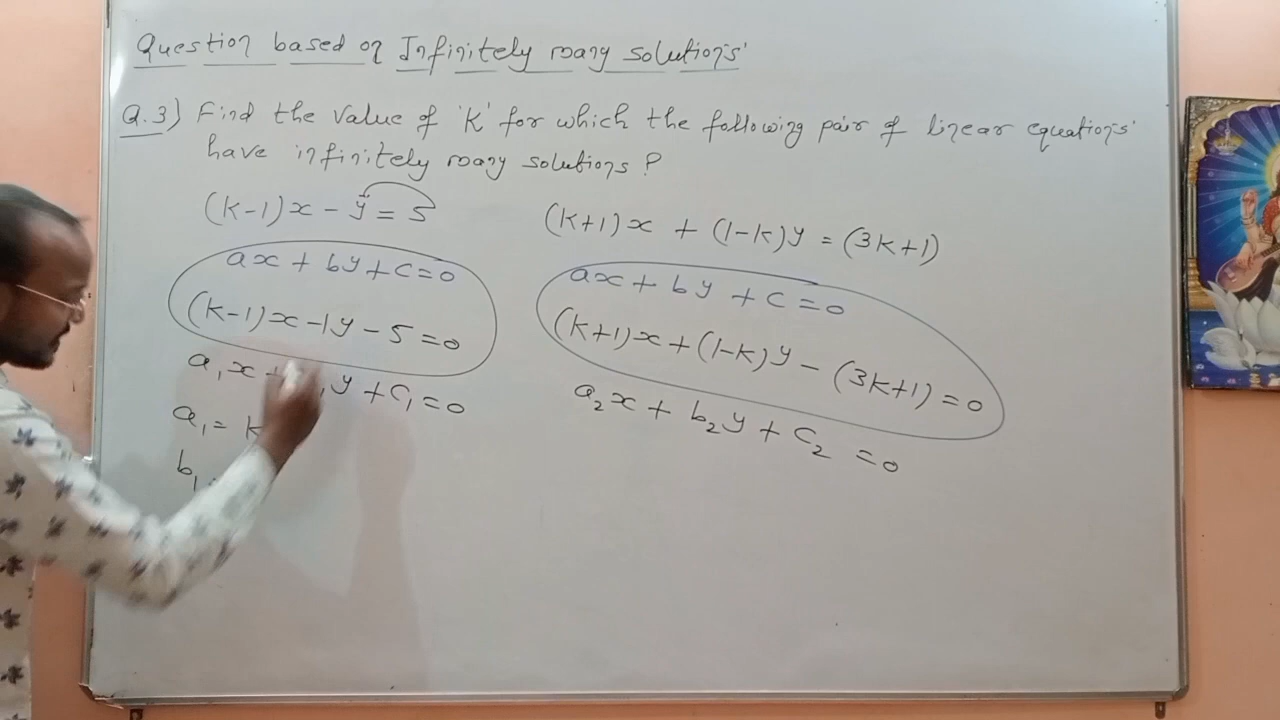 Question based on Infinitely many solutions'
Q.3) Find the value of 'K' for which the following pair of linear equations'
have infinitely many solutions ?
(k-1)x - y = 5
(k+1)x + (1-k)y = (3k+1)
ax + by + c = 0
ax + by + c = 0
(k-1)x - 1y - 5 = 0
(k+1)x + (1-k)y - (3k+1) = 0
a₁x + y + c₁ = 0
a₂x + b₂y + c₂ = 0
a₁ = k
b₁